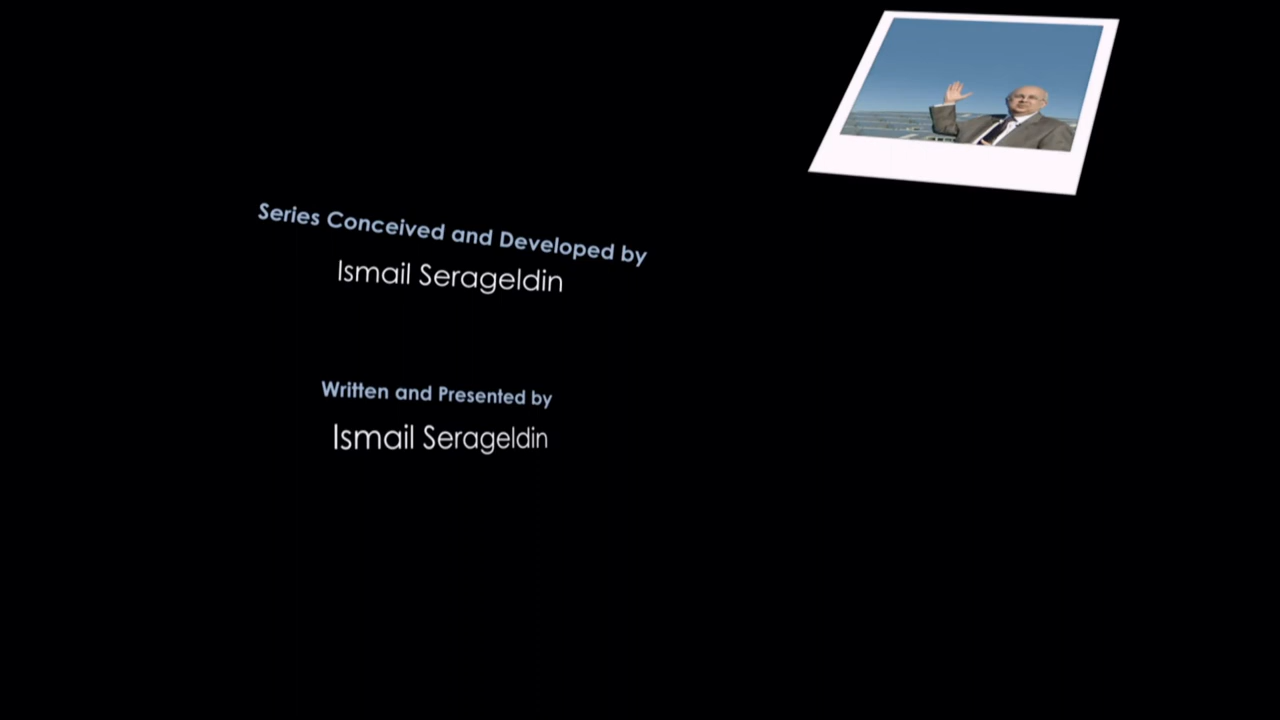 Series Conceived and Developed by
Ismail Serageldin
Written and Presented by
Ismail Serageldin